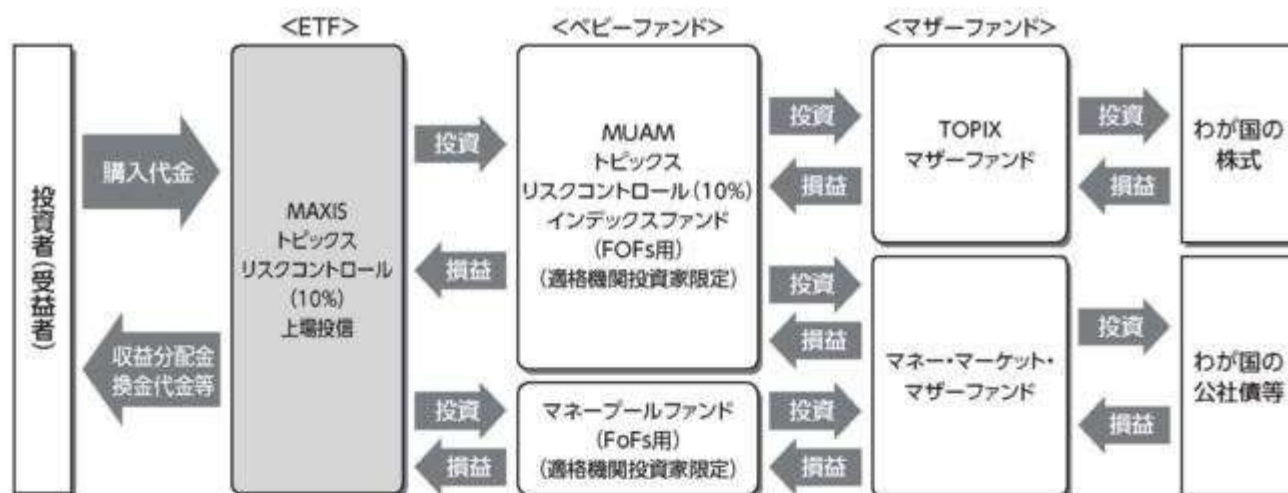 <ETF>
<ベビーファンド>
<マザーファンド>
投資者(受益者)
購入代金
収益分配金
換金代金等
MAXIS
トピックス
リスクコントロール
(10%)
上場投信
投資
損益
投資
損益
MUAM
トピックス
リスクコントロール(10%)
インデックスファンド
(FOFs用)
(適格機関投資家限定)
マネープールファンド
(FoFs用)
(適格機関投資家限定)
投資
損益
投資
損益
投資
損益
TOPIX
マザーファンド
マネー・マーケット・
マザーファンド
投資
損益
投資
損益
わが国の
株式
わが国の
公社債等